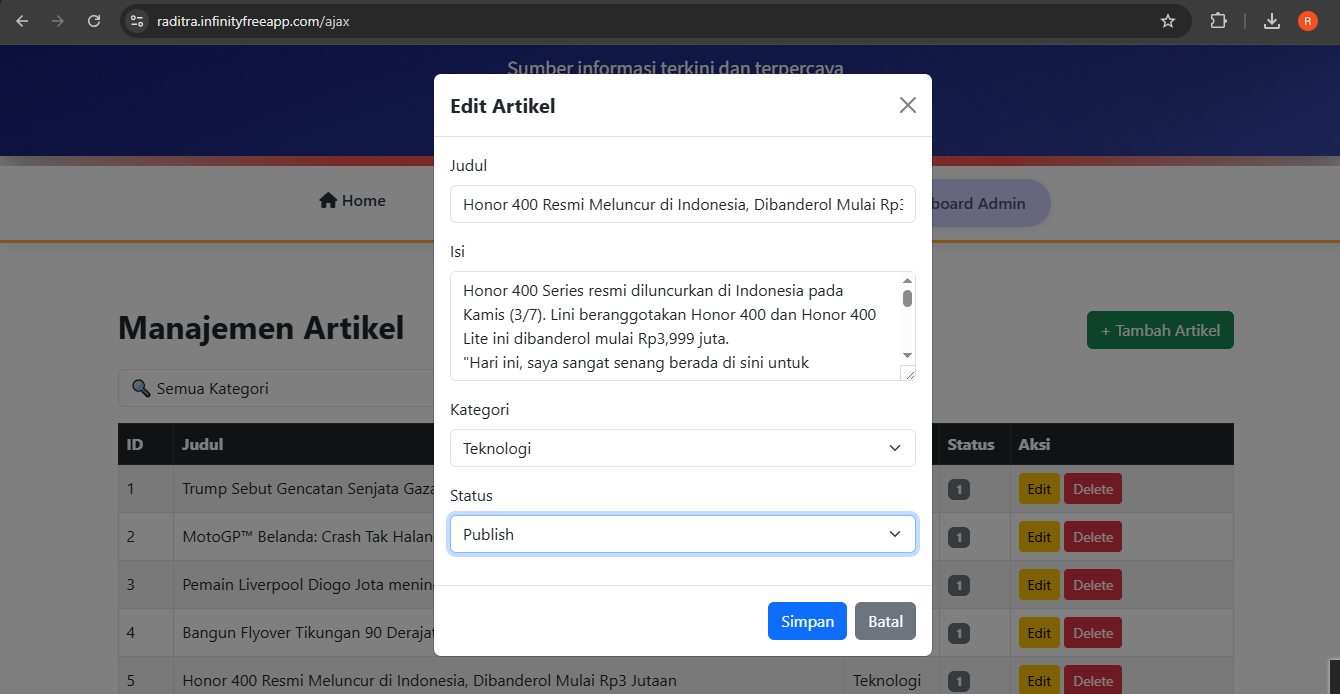 raditra.infinityfreeapp.com/ajax
R
Sumber informasi terkini dan terpercaya
Edit Artikel
Judul
Honor 400 Resmi Meluncur di Indonesia, Dibanderol Mulai Rp3
Isi
Honor 400 Series resmi diluncurkan di Indonesia pada
Kamis (3/7). Lini beranggotakan Honor 400 dan Honor 400
Lite ini dibanderol mulai Rp3,999 juta.
"Hari ini, saya sangat senang berada di sini untuk
Kategori
Teknologi
Status
Publish
Simpan Batal
Home
board Admin
Manajemen Artikel
+ Tambah Artikel
Semua Kategori
ID Judul Status Aksi
1 Trump Sebut Gencatan Senjata Gaza 1 Edit Delete
2 MotoGP™ Belanda: Crash Tak Halan 1 Edit Delete
3 Pemain Liverpool Diogo Jota menin 1 Edit Delete
4 Bangun Flyover Tikungan 90 Derajat 1 Edit Delete
5 Honor 400 Resmi Meluncur di Indonesia, Dibanderol Mulai Rp3 Jutaan Teknologi 1 Edit Delete